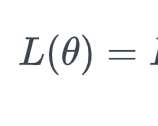 L(θ) =